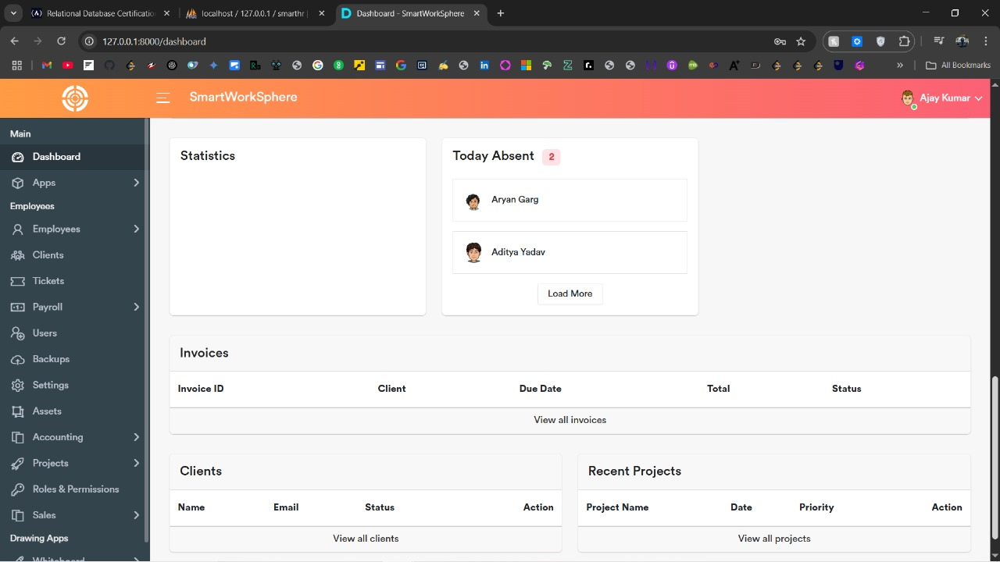 Relational Database Certificatio
localhost / 127.0.0.1 / smarthr
Dashboard - SmartWorkSphere
127.0.0.1:8000/dashboard
All Bookmarks
SmartWorkSphere
Ajay Kumar
Main
Dashboard
Apps
Employees
Employees
Clients
Tickets
Payroll
Users
Backups
Settings
Assets
Accounting
Projects
Roles & Permissions
Sales
Drawing Apps
Whiteboard
Statistics
Today Absent 2
Aryan Garg
Aditya Yadav
Load More
Invoices
Invoice ID Client Due Date Total Status
View all invoices
Clients
Name Email Status Action
View all clients
Recent Projects
Project Name Date Priority Action
View all projects